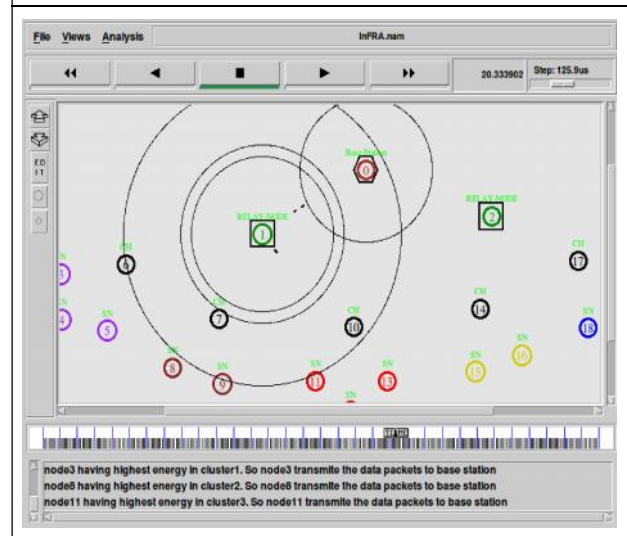 File Views Analysis InFRA.nam
20.333902 Step: 125.9us
ED
IT
Base Station
0
RELAY-NODE
2
RELAY-NODE
1
CH
17
CH
6
SN
3
CH
7
CH
10
CH
14
SN
4
SN
5
SN
18
SN
8
SN
9
SN
11
SN
13
SN
15
SN
16
SN
TIME
node3 having highest energy in cluster1. So node3 transmite the data packets to base station
node8 having highest energy in cluster2. So node8 transmite the data packets to base station
node11 having highest energy in cluster3. So node11 transmite the data packets to base station